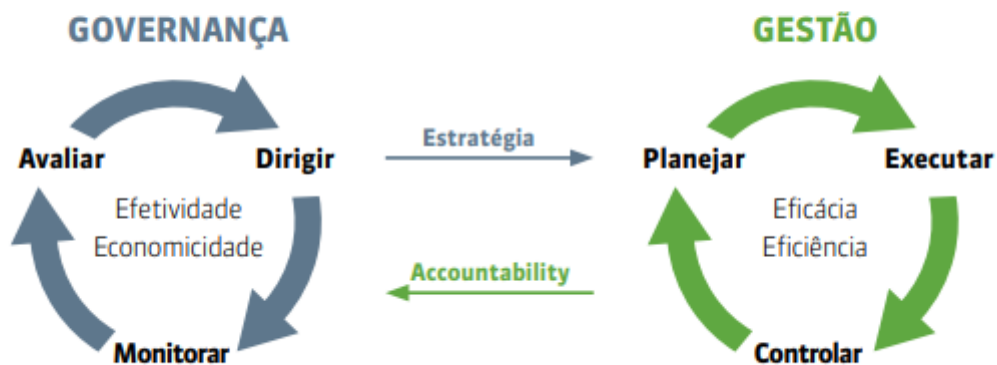 GOVERNANÇA
Avaliar
Dirigir
Efetividade
Economicidade
Monitorar
Estratégia
Accountability
GESTÃO
Planejar
Executar
Eficácia
Eficiência
Controlar